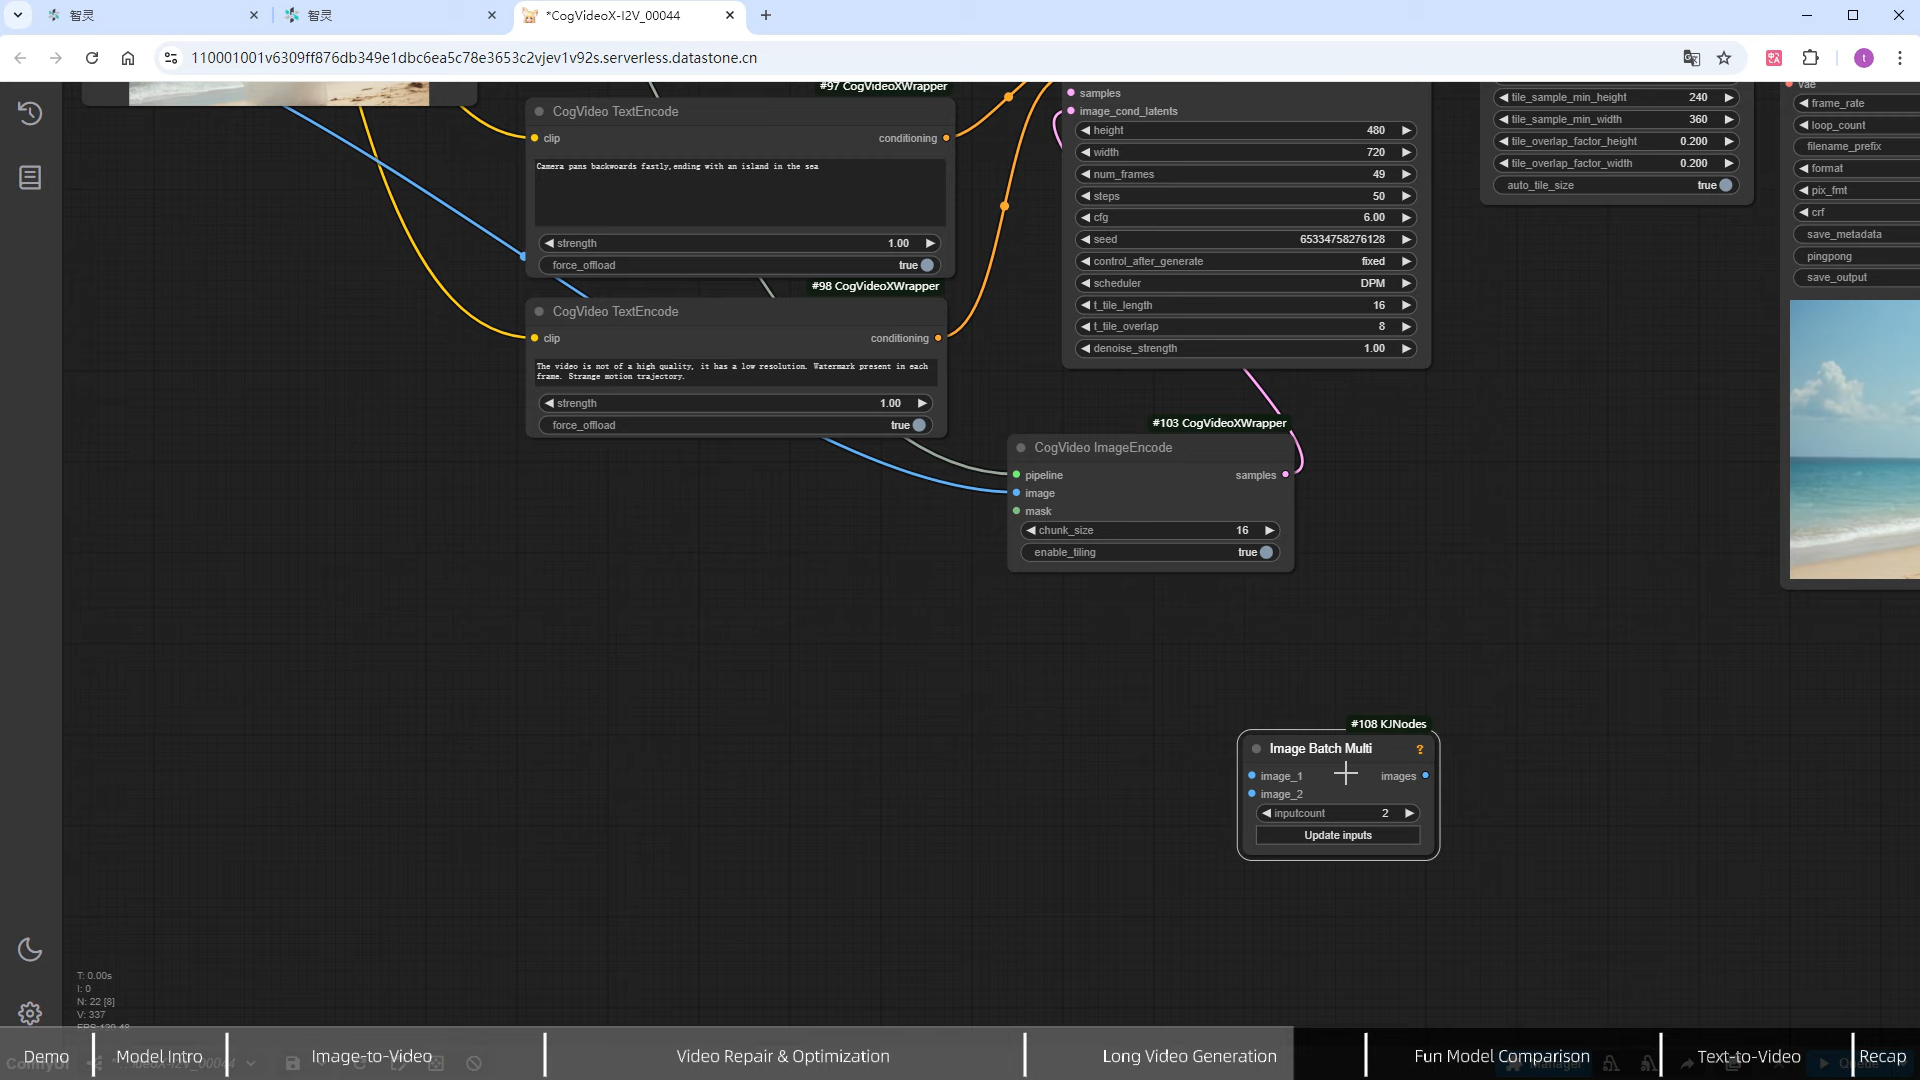 智灵
智灵
*CogVideoX-I2V_00044
110001001v6309ff876db349e1dbc6ea5c78e3653c2vjev1v92s.serverless.datastone.cn
t
#97 CogVideoXWrapper
CogVideo TextEncode
clip
conditioning
Camera pans backwoards fastly, ending with an island in the sea
strength 1.00
force_offload true
#98 CogVideoXWrapper
CogVideo TextEncode
clip
conditioning
The video is not of a high quality, it has a low resolution. Watermark present in each
frame. Strange motion trajectory.
strength 1.00
force_offload true
samples
image_cond_latents
height 480
width 720
num_frames 49
steps 50
cfg 6.00
seed 65334758276128
control_after_generate fixed
scheduler DPM
t_tile_length 16
t_tile_overlap 8
denoise_strength 1.00
#103 CogVideoXWrapper
CogVideo ImageEncode
pipeline
samples
image
mask
chunk_size 16
enable_tiling true
tile_sample_min_height 240
tile_sample_min_width 360
tile_overlap_factor_height 0.200
tile_overlap_factor_width 0.200
auto_tile_size true
vae
frame_rate
loop_count
filename_prefix
format
pix_fmt
crf
save_metadata
pingpong
save_output
#108 KJNodes
Image Batch Multi ?
image_1
images
image_2
inputcount 2
Update inputs
T: 0.00s
I: 0
N: 22 [8]
V: 337
Demo
Model Intro
Image-to-Video
Video Repair & Optimization
Long Video Generation
Fun Model Comparison
Text-to-Video
Recap